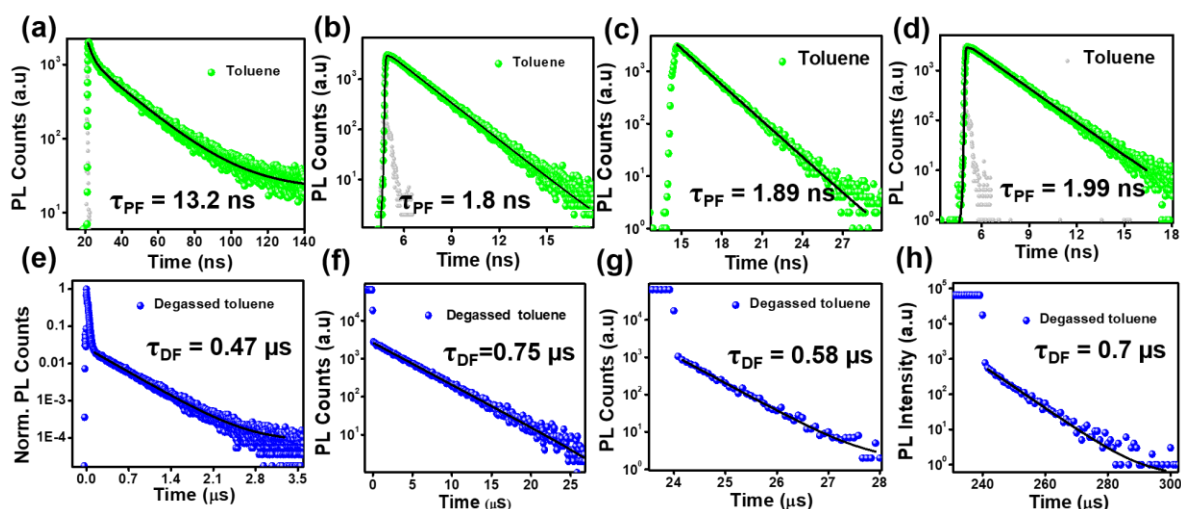 (a)
10³
10²
10¹
PL Counts (a.u)
Toluene
τPF = 13.2 ns
20 40 60 80 100 120 140
Time (ns)
(b)
10³
10²
10¹
PL Counts (a.u)
Toluene
τPF = 1.8 ns
6 9 12 15
Time (ns)
(c)
10³
10²
10¹
10⁰
PL Counts (a.u)
Toluene
τPF = 1.89 ns
15 18 21 24 27
Time (ns)
(d)
10³
10²
10¹
10⁰
PL Counts (a.u)
Toluene
τPF = 1.99 ns
6 9 12 15 18
Time (ns)
(e)
1
0.1
0.01
1E-3
1E-4
Norm. PL Counts
Degassed toluene
τDF = 0.47 μs
0.0 0.7 1.4 2.1 2.8 3.5
Time (μs)
(f)
10⁴
10³
10²
10¹
PL Counts (a.u)
Degassed toluene
τDF=0.75 μs
0 5 10 15 20 25
Time (μs)
(g)
10⁴
10³
10²
10¹
10⁰
PL Counts (a.u)
Degassed toluene
τDF = 0.58 μs
24 25 26 27 28
Time (μs)
(h)
10⁵
10⁴
10³
10²
10¹
10⁰
PL Intensity (a.u)
Degassed toluene
τDF = 0.7 μs
240 260 280 300
Time (μs)